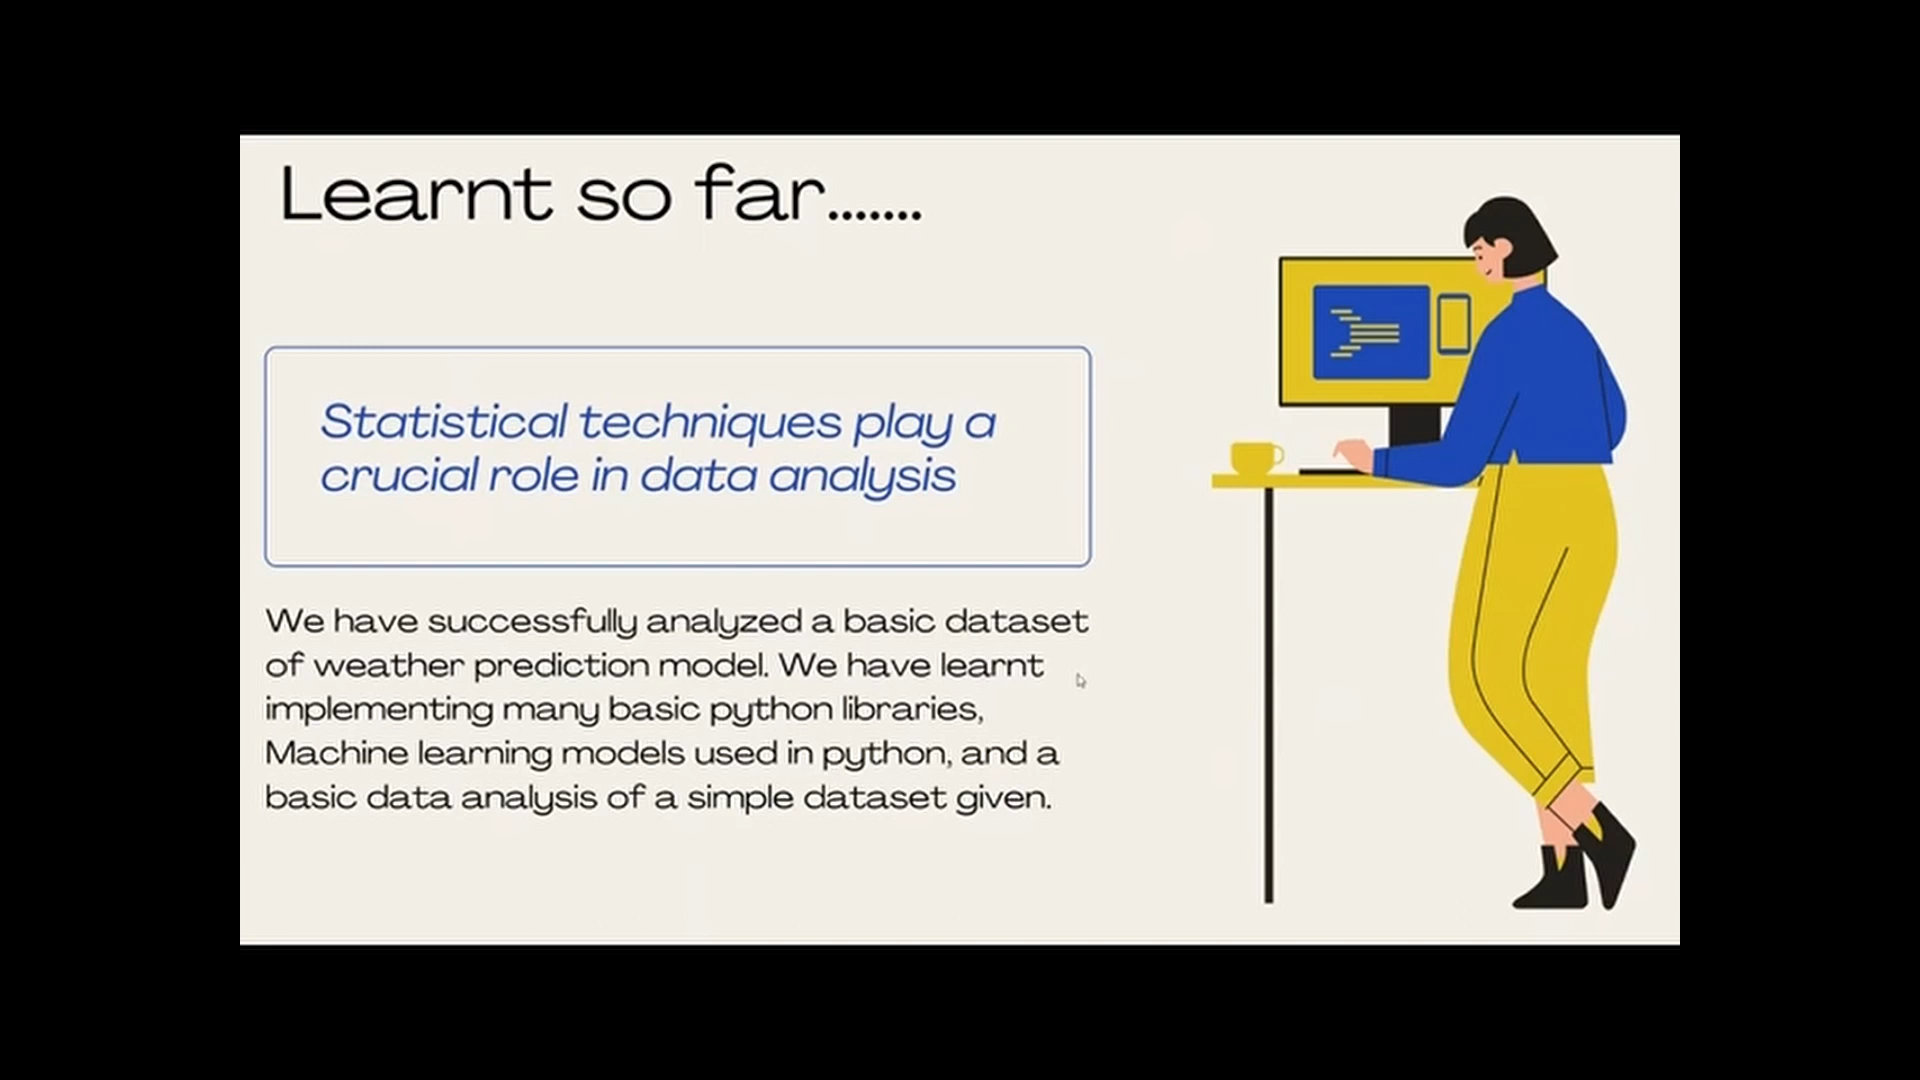 Learnt so far.......
Statistical techniques play a
crucial role in data analysis
We have successfully analyzed a basic dataset
of weather prediction model. We have learnt
implementing many basic python libraries,
Machine learning models used in python, and a
basic data analysis of a simple dataset given.